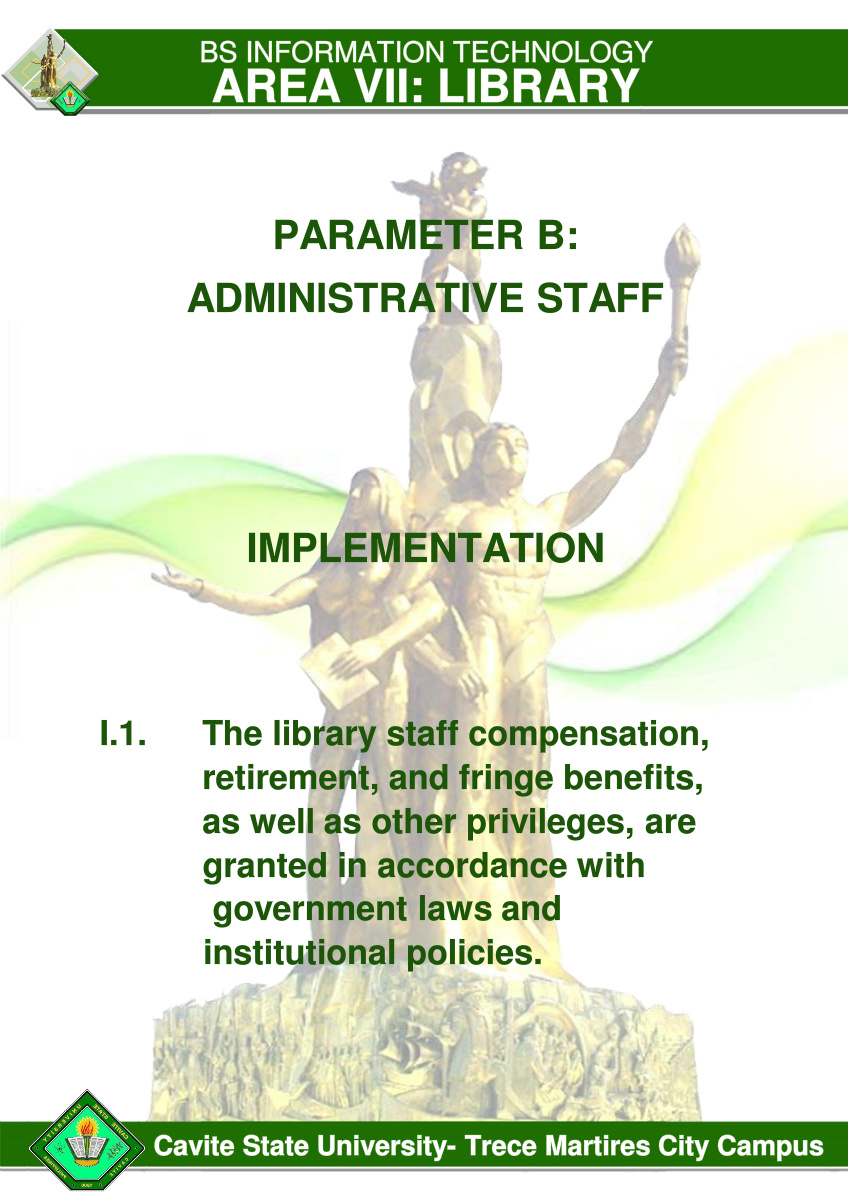 BS INFORMATION TECHNOLOGY
AREA VII: LIBRARY
PARAMETER B:
ADMINISTRATIVE STAFF
IMPLEMENTATION
I.1. The library staff compensation,
retirement, and fringe benefits,
as well as other privileges, are
granted in accordance with
government laws and
institutional policies.
Cavite State University- Trece Martires City Campus